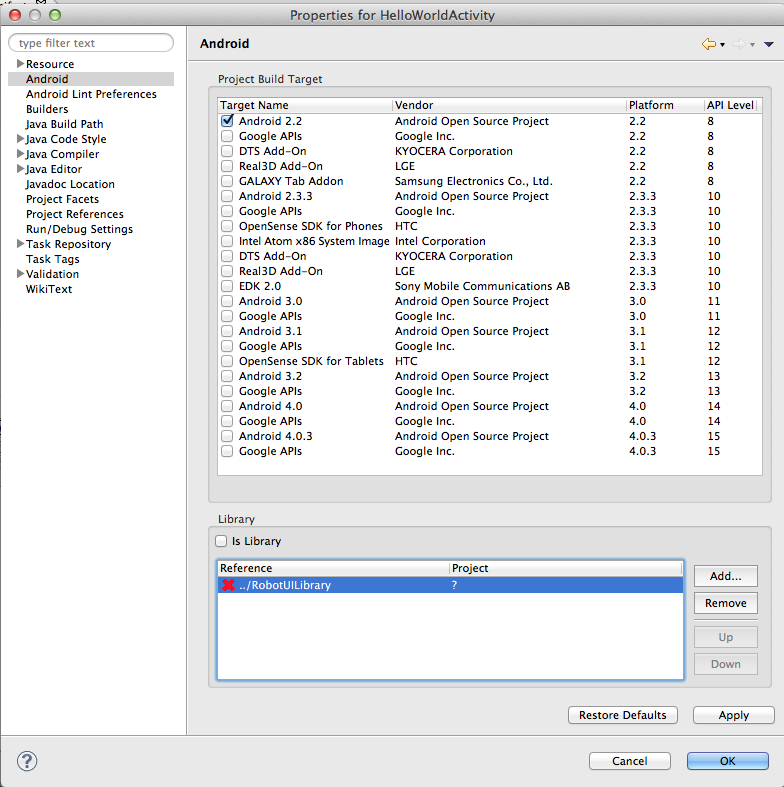 Properties for HelloWorldActivity
type filter text
Resource
Android
Android Lint Preferences
Builders
Java Build Path
Java Code Style
Java Compiler
Java Editor
Javadoc Location
Project Facets
Project References
Run/Debug Settings
Task Repository
Task Tags
Validation
WikiText
Android
Project Build Target
Target Name Vendor Platform API Level
Android 2.2 Android Open Source Project 2.2 8
Google APIs Google Inc. 2.2 8
DTS Add-On KYOCERA Corporation 2.2 8
Real3D Add-On LGE 2.2 8
GALAXY Tab Addon Samsung Electronics Co., Ltd. 2.2 8
Android 2.3.3 Android Open Source Project 2.3.3 10
Google APIs Google Inc. 2.3.3 10
OpenSense SDK for Phones HTC 2.3.3 10
Intel Atom x86 System Image Intel Corporation 2.3.3 10
DTS Add-On KYOCERA Corporation 2.3.3 10
Real3D Add-On LGE 2.3.3 10
EDK 2.0 Sony Mobile Communications AB 2.3.3 10
Android 3.0 Android Open Source Project 3.0 11
Google APIs Google Inc. 3.0 11
Android 3.1 Android Open Source Project 3.1 12
Google APIs Google Inc. 3.1 12
OpenSense SDK for Tablets HTC 3.1 12
Android 3.2 Android Open Source Project 3.2 13
Google APIs Google Inc. 3.2 13
Android 4.0 Android Open Source Project 4.0 14
Google APIs Google Inc. 4.0 14
Android 4.0.3 Android Open Source Project 4.0.3 15
Google APIs Google Inc. 4.0.3 15
Library
Is Library
Reference Project
../RobotUILibrary ?
Add...
Remove
Up
Down
Restore Defaults Apply
? Cancel OK